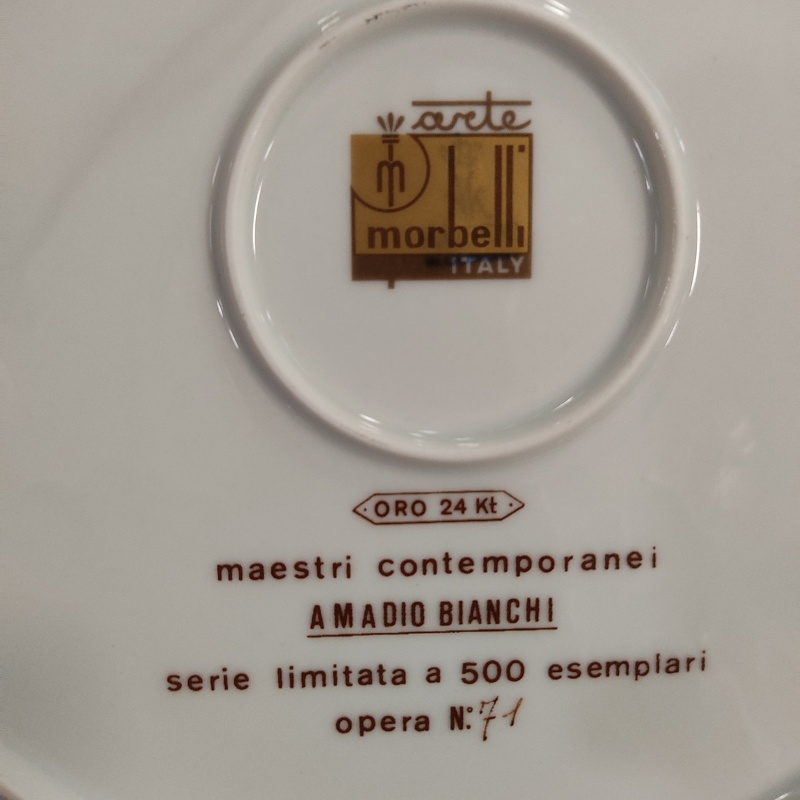 arte
m
morbelli
ITALY
·ORO 24 Kt·
maestri contemporanei
AMADIO BIANCHI
serie limitata a 500 esemplari
opera N° 71